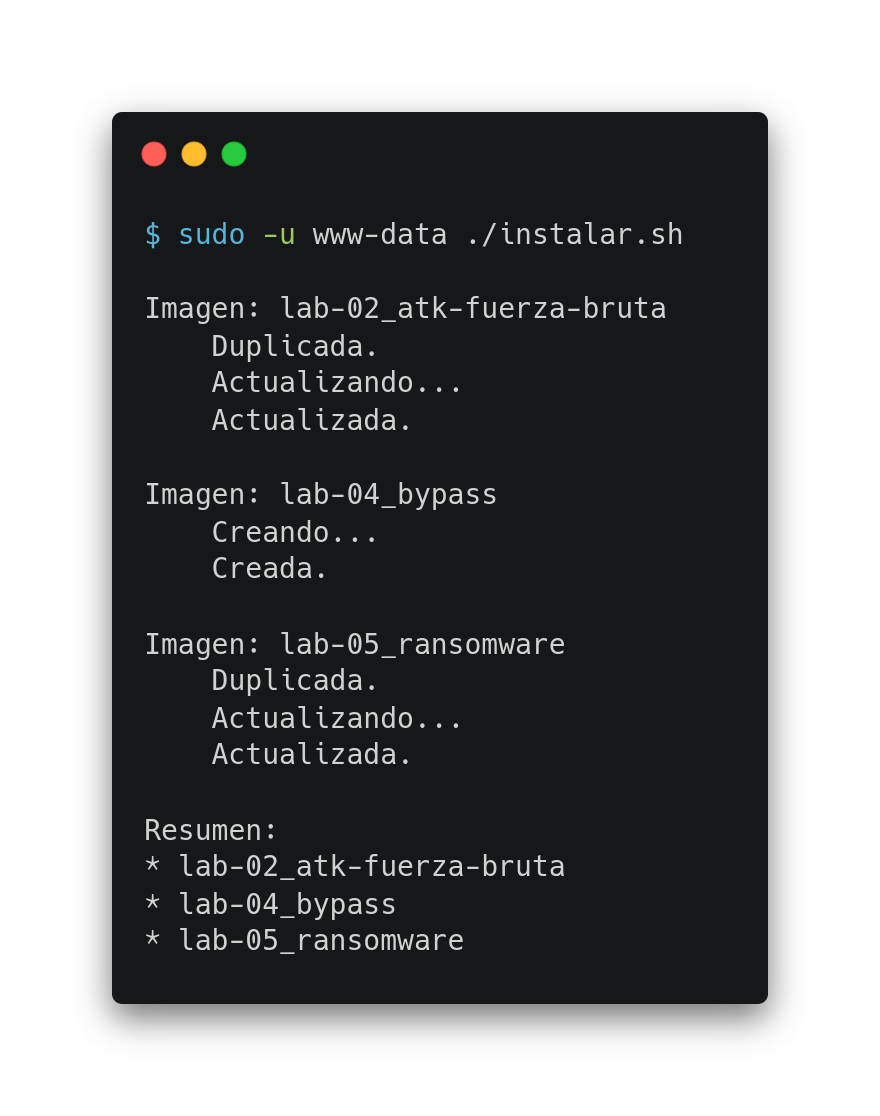 $ sudo -u www-data ./instalar.sh
Imagen: lab-02_atk-fuerza-bruta
Duplicada.
Actualizando...
Actualizada.
Imagen: lab-04_bypass
Creando...
Creada.
Imagen: lab-05_ransomware
Duplicada.
Actualizando...
Actualizada.
Resumen:
* lab-02_atk-fuerza-bruta
* lab-04_bypass
* lab-05_ransomware